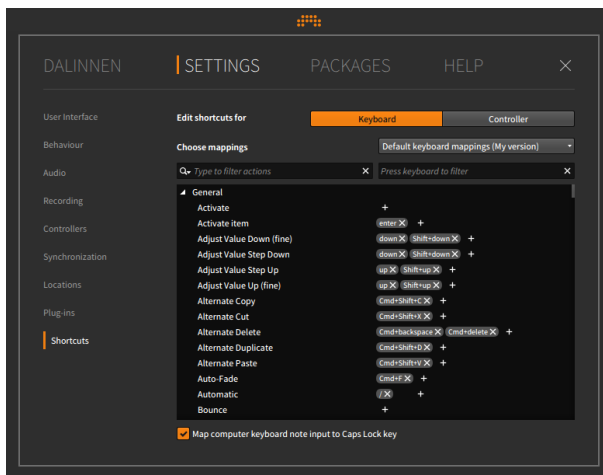 DALINNEN SETTINGS PACKAGES HELP
User Interface
Behaviour
Audio
Recording
Controllers
Synchronization
Locations
Plug-ins
Shortcuts
Edit shortcuts for Keyboard Controller
Choose mappings Default keyboard mappings (My version)
Type to filter actions Press keyboard to filter
General
Activate +
Activate item enter X +
Adjust Value Down (fine) down X Shift+down X +
Adjust Value Step Down down X Shift+down X +
Adjust Value Step Up up X Shift+up X +
Adjust Value Up (fine) up X Shift+up X +
Alternate Copy Cmd+Shift+C X +
Alternate Cut Cmd+Shift+X X +
Alternate Delete Cmd+backspace X Cmd+delete X +
Alternate Duplicate Cmd+Shift+D X +
Alternate Paste Cmd+Shift+V X +
Auto-Fade Cmd+F X +
Automatic / X +
Bounce +
Map computer keyboard note input to Caps Lock key